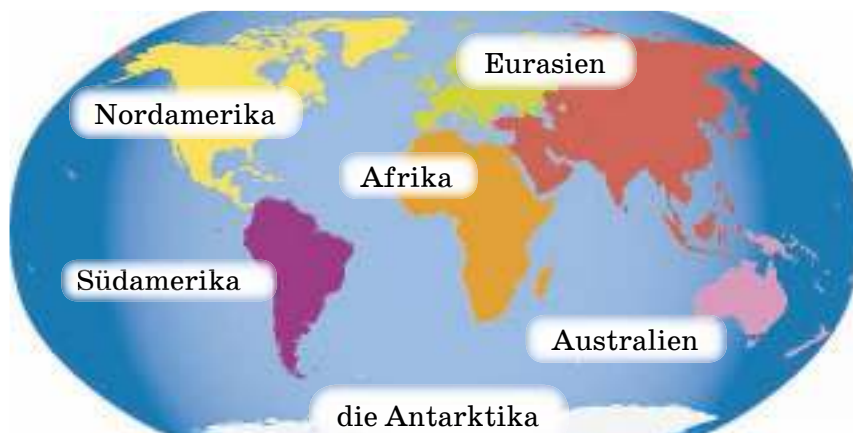 Eurasien
Nordamerika
Afrika
Südamerika
Australien
die Antarktika